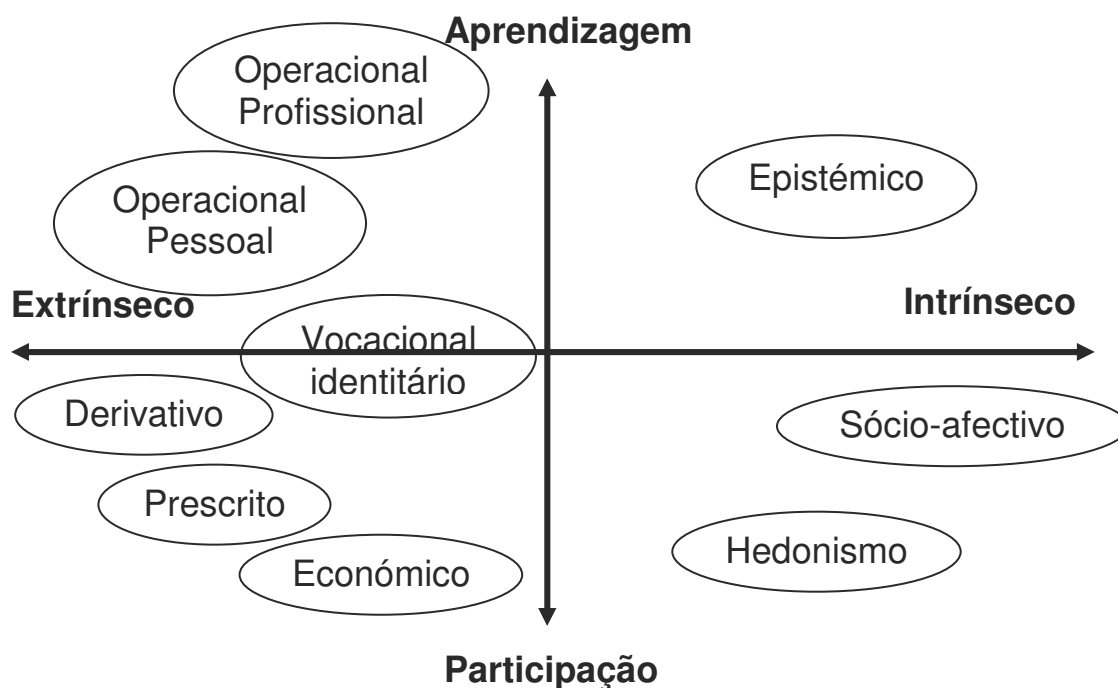 Aprendizagem
Operacional
Profissional
Epistémico
Operacional
Pessoal
Extrínseco
Intrínseco
Vocacional
identitário
Derivativo
Sócio-afectivo
Prescrito
Hedonismo
Económico
Participação